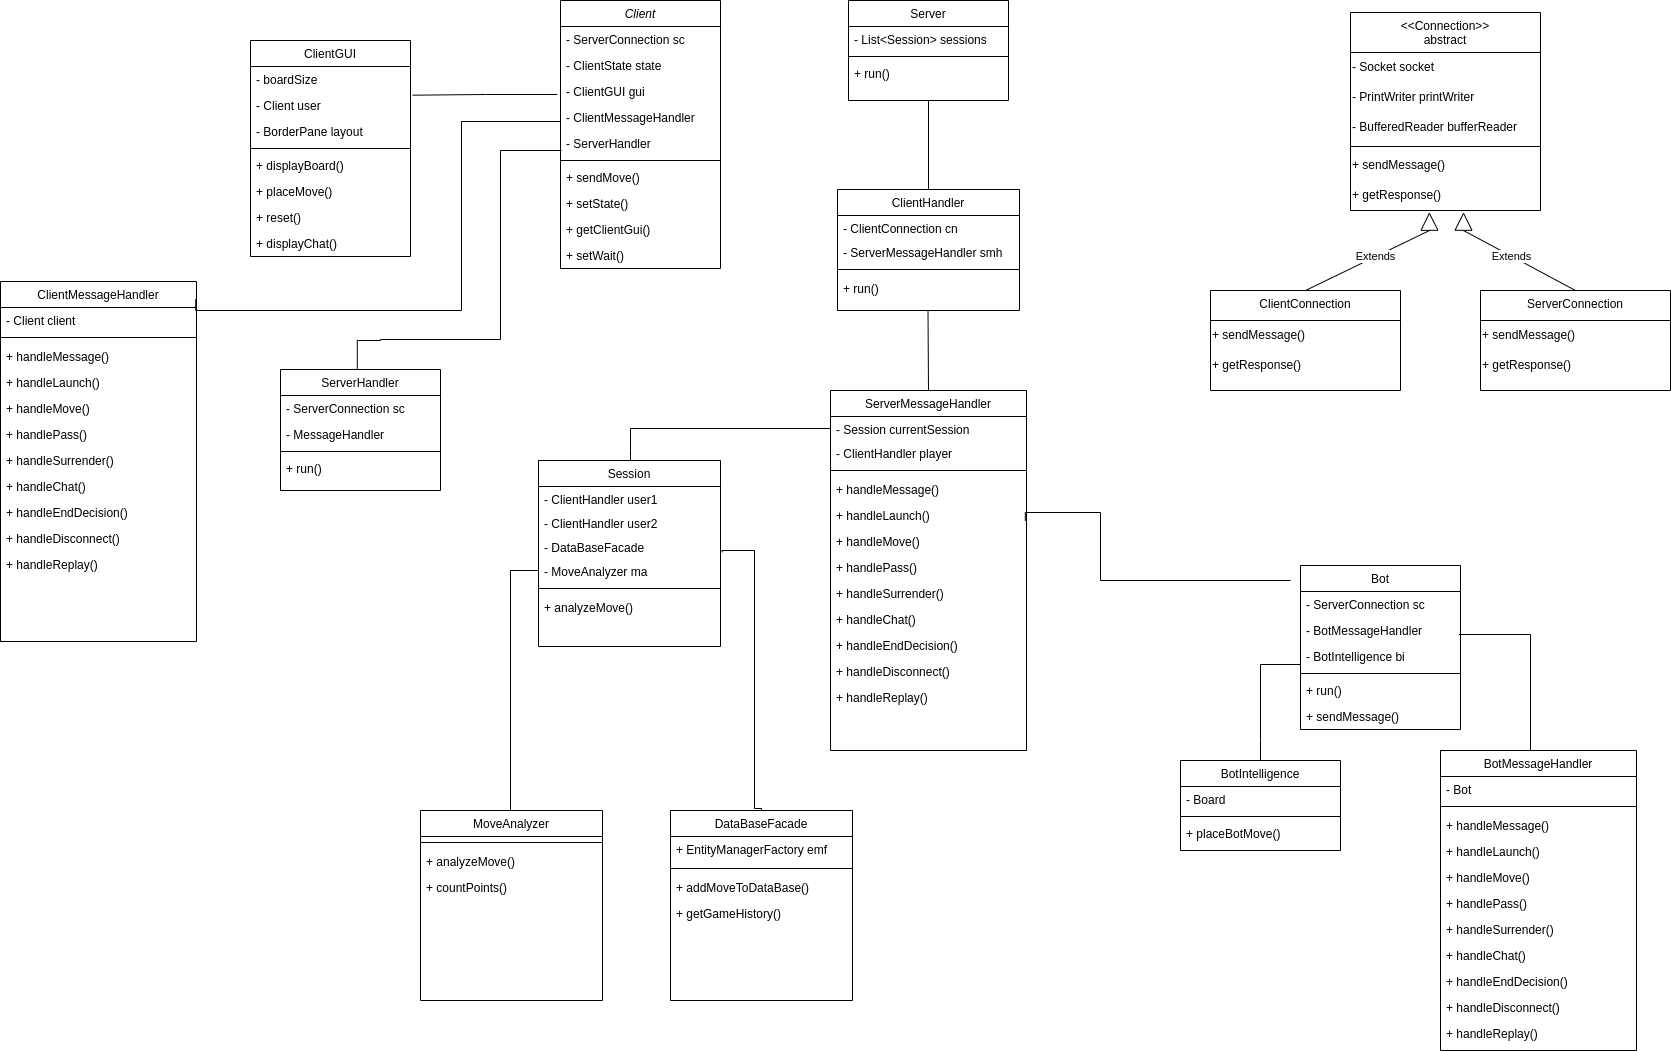 Client
- ServerConnection sc
- ClientState state
- ClientGUI gui
- ClientMessageHandler
- ServerHandler
+ sendMove()
+ setState()
+ getClientGui()
+ setWait()
Server
- List<Session> sessions
+ run()
<<Connection>>
abstract
- Socket socket
- PrintWriter printWriter
- BufferedReader bufferReader
+ sendMessage()
+ getResponse()
ClientGUI
- boardSize
- Client user
- BorderPane layout
+ displayBoard()
+ placeMove()
+ reset()
+ displayChat()
ClientHandler
- ClientConnection cn
- ServerMessageHandler smh
+ run()
Extends
Extends
ClientMessageHandler
- Client client
+ handleMessage()
+ handleLaunch()
+ handleMove()
+ handlePass()
+ handleSurrender()
+ handleChat()
+ handleEndDecision()
+ handleDisconnect()
+ handleReplay()
ClientConnection
+ sendMessage()
+ getResponse()
ServerConnection
+ sendMessage()
+ getResponse()
ServerHandler
- ServerConnection sc
- MessageHandler
+ run()
ServerMessageHandler
- Session currentSession
- ClientHandler player
+ handleMessage()
+ handleLaunch()
+ handleMove()
+ handlePass()
+ handleSurrender()
+ handleChat()
+ handleEndDecision()
+ handleDisconnect()
+ handleReplay()
Session
- ClientHandler user1
- ClientHandler user2
- DataBaseFacade
- MoveAnalyzer ma
+ analyzeMove()
Bot
- ServerConnection sc
- BotMessageHandler
- BotIntelligence bi
+ run()
+ sendMessage()
BotIntelligence
- Board
+ placeBotMove()
BotMessageHandler
- Bot
+ handleMessage()
+ handleLaunch()
+ handleMove()
+ handlePass()
+ handleSurrender()
+ handleChat()
+ handleEndDecision()
+ handleDisconnect()
+ handleReplay()
MoveAnalyzer
+ analyzeMove()
+ countPoints()
DataBaseFacade
+ EntityManagerFactory emf
+ addMoveToDataBase()
+ getGameHistory()